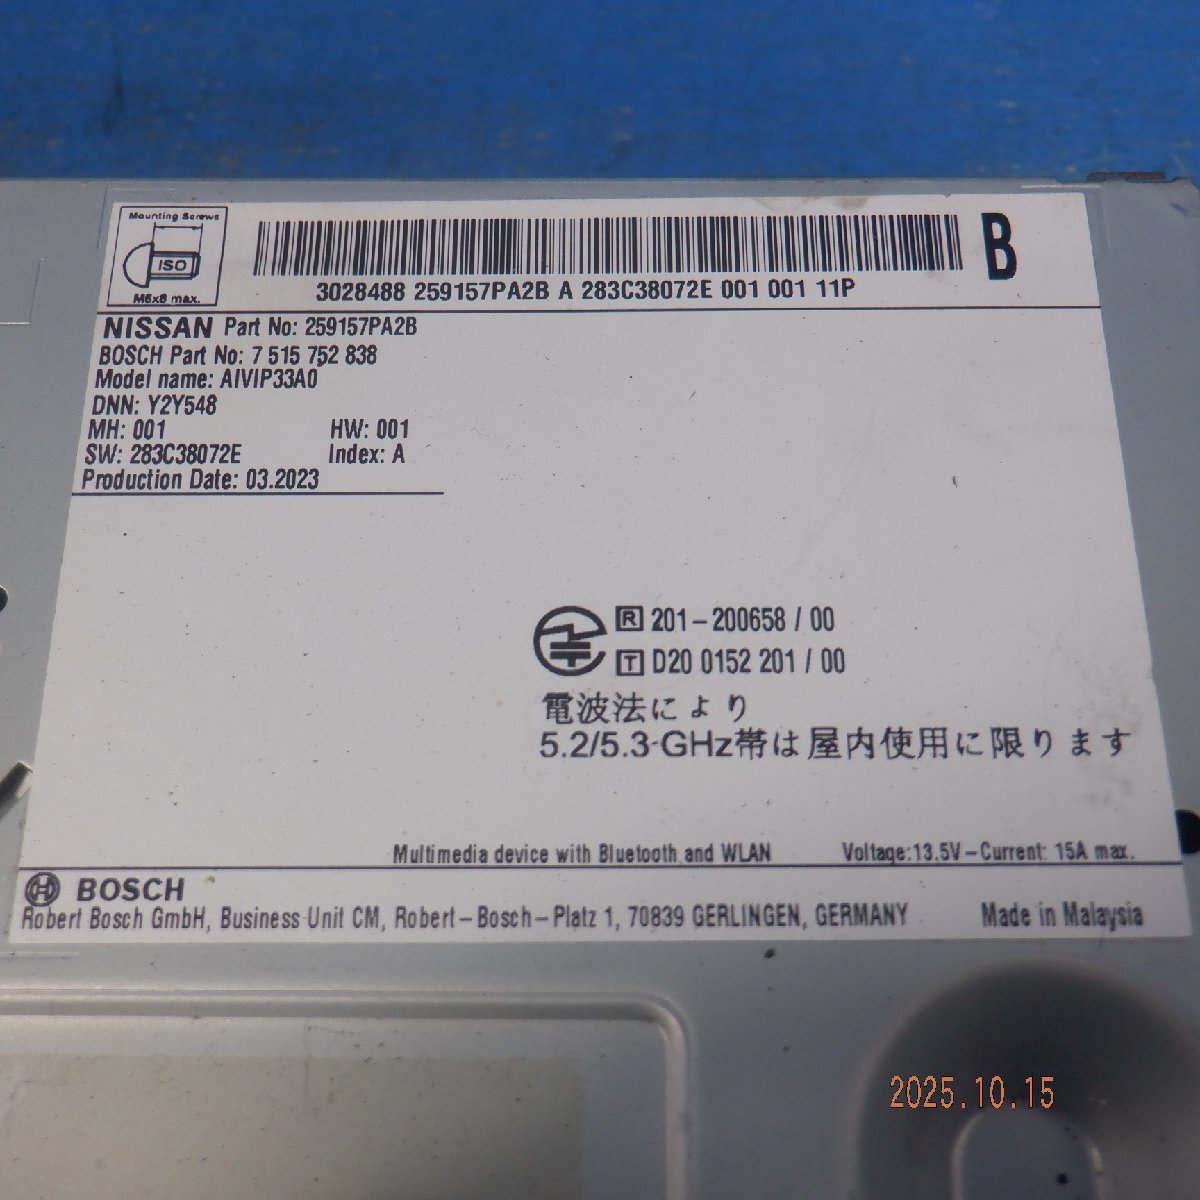 Mounting Screws
ISO
M5x8 max.
B
3028488 259157PA2B A 283C38072E 001 001 11P
NISSAN Part No: 259157PA2B
BOSCH Part No: 7 515 752 838
Model name: AIVIP33A0
DNN: Y2Y548
MH: 001 HW: 001
SW: 283C38072E Index: A
Production Date: 03.2023
R 201-200658 / 00
T D20 0152 201 / 00
電波法により
5.2/5.3-GHz帯は屋内使用に限ります
Multimedia device with Bluetooth and WLAN Voltage:13.5V-Current: 15A max.
BOSCH
Robert Bosch GmbH, Business Unit CM, Robert-Bosch-Platz 1, 70839 GERLINGEN, GERMANY Made in Malaysia
2025.10.15